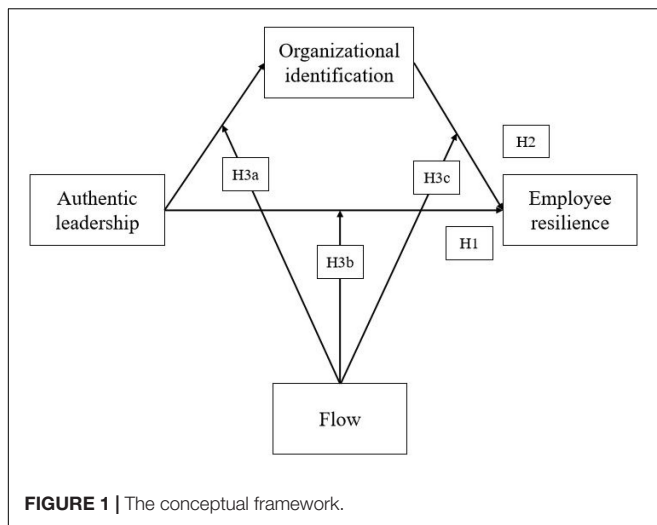 Organizational
identification
H2
H3a
H3c
Authentic
leadership
Employee
resilience
H1
H3b
Flow
FIGURE 1 | The conceptual framework.